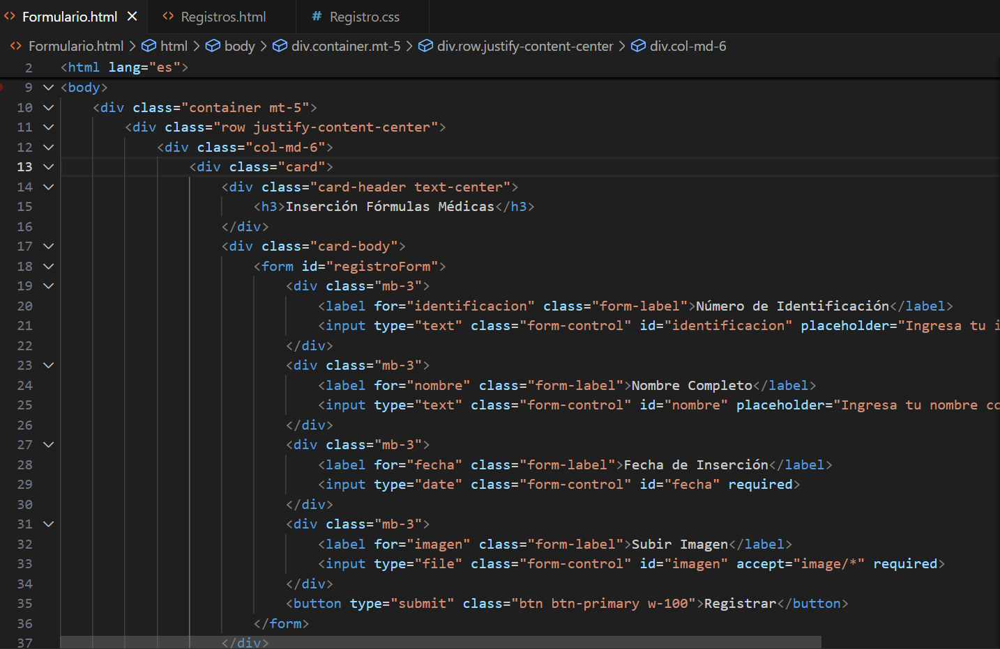 <> Formulario.html × <> Registros.html # Registro.css
<> Formulario.html > html > body > div.container.mt-5 > div.row.justify-content-center > div.col-md-6
2 <html lang="es">
9 <body>
10 <div class="container mt-5">
11 <div class="row justify-content-center">
12 <div class="col-md-6">
13 <div class="card">
14 <div class="card-header text-center">
15 <h3>Inserción Fórmulas Médicas</h3>
16 </div>
17 <div class="card-body">
18 <form id="registroForm">
19 <div class="mb-3">
20 <label for="identificacion" class="form-label">Número de Identificación</label>
21 <input type="text" class="form-control" id="identificacion" placeholder="Ingresa tu i
22 </div>
23 <div class="mb-3">
24 <label for="nombre" class="form-label">Nombre Completo</label>
25 <input type="text" class="form-control" id="nombre" placeholder="Ingresa tu nombre co
26 </div>
27 <div class="mb-3">
28 <label for="fecha" class="form-label">Fecha de Inserción</label>
29 <input type="date" class="form-control" id="fecha" required>
30 </div>
31 <div class="mb-3">
32 <label for="imagen" class="form-label">Subir Imagen</label>
33 <input type="file" class="form-control" id="imagen" accept="image/*" required>
34 </div>
35 <button type="submit" class="btn btn-primary w-100">Registrar</button>
36 </form>
37 </div>